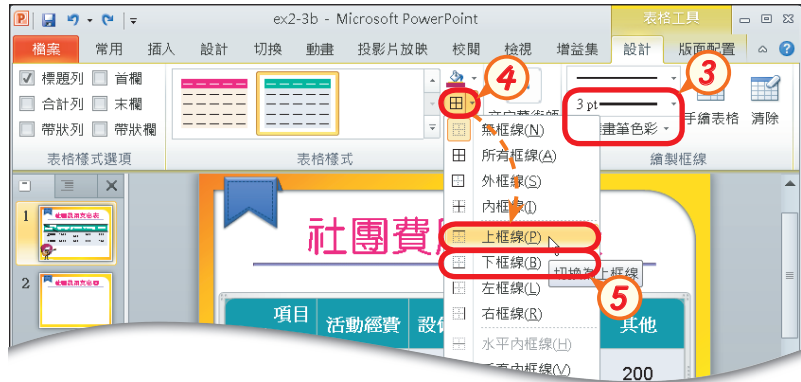 ex2-3b - Microsoft PowerPoint
表格工具
檔案 常用 插入 設計 切換 動畫 投影片放映 校閱 檢視 增益集 設計 版面配置
標題列 首欄
合計列 末欄
帶狀列 帶狀欄
表格樣式選項
表格樣式
3 pt
畫筆色彩
手繪表格
清除
繪製框線
4
3
無框線(N)
所有框線(A)
外框線(S)
內框線(I)
上框線(P)
下框線(B)
切換為上框線
左框線(L)
右框線(R)
水平內框線(H)
5
1
2
社團費
項目
活動經費
其他
200